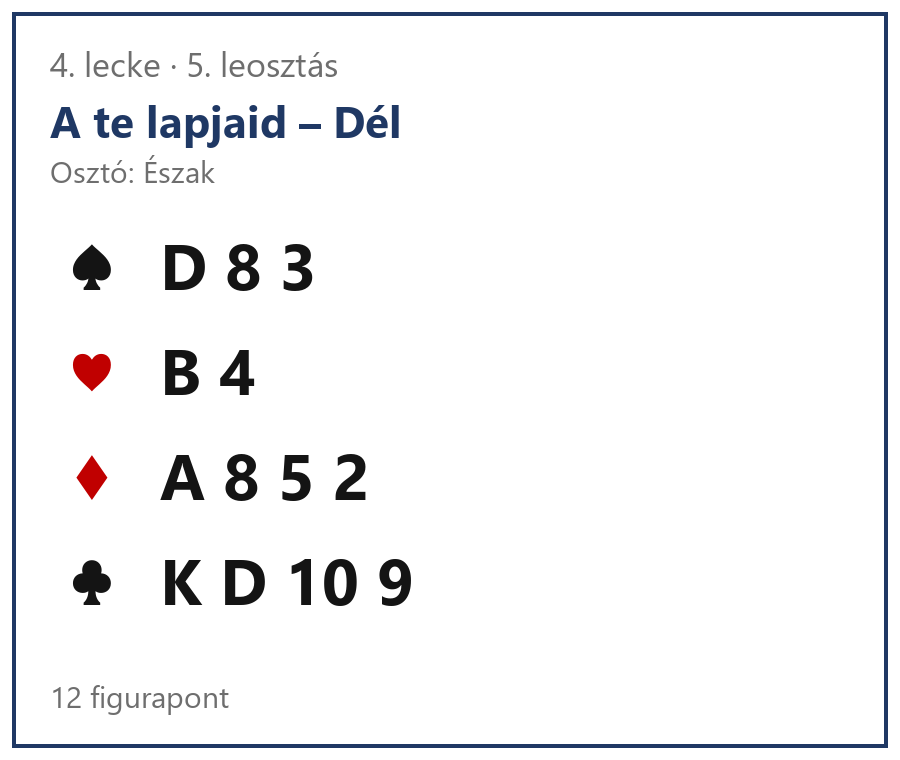 4. lecke · 5. leosztás
A te lapjaid – Dél
Osztó: Észak
♠ D 8 3
♥ B 4
♦ A 8 5 2
♣ K D 10 9
12 figurapont